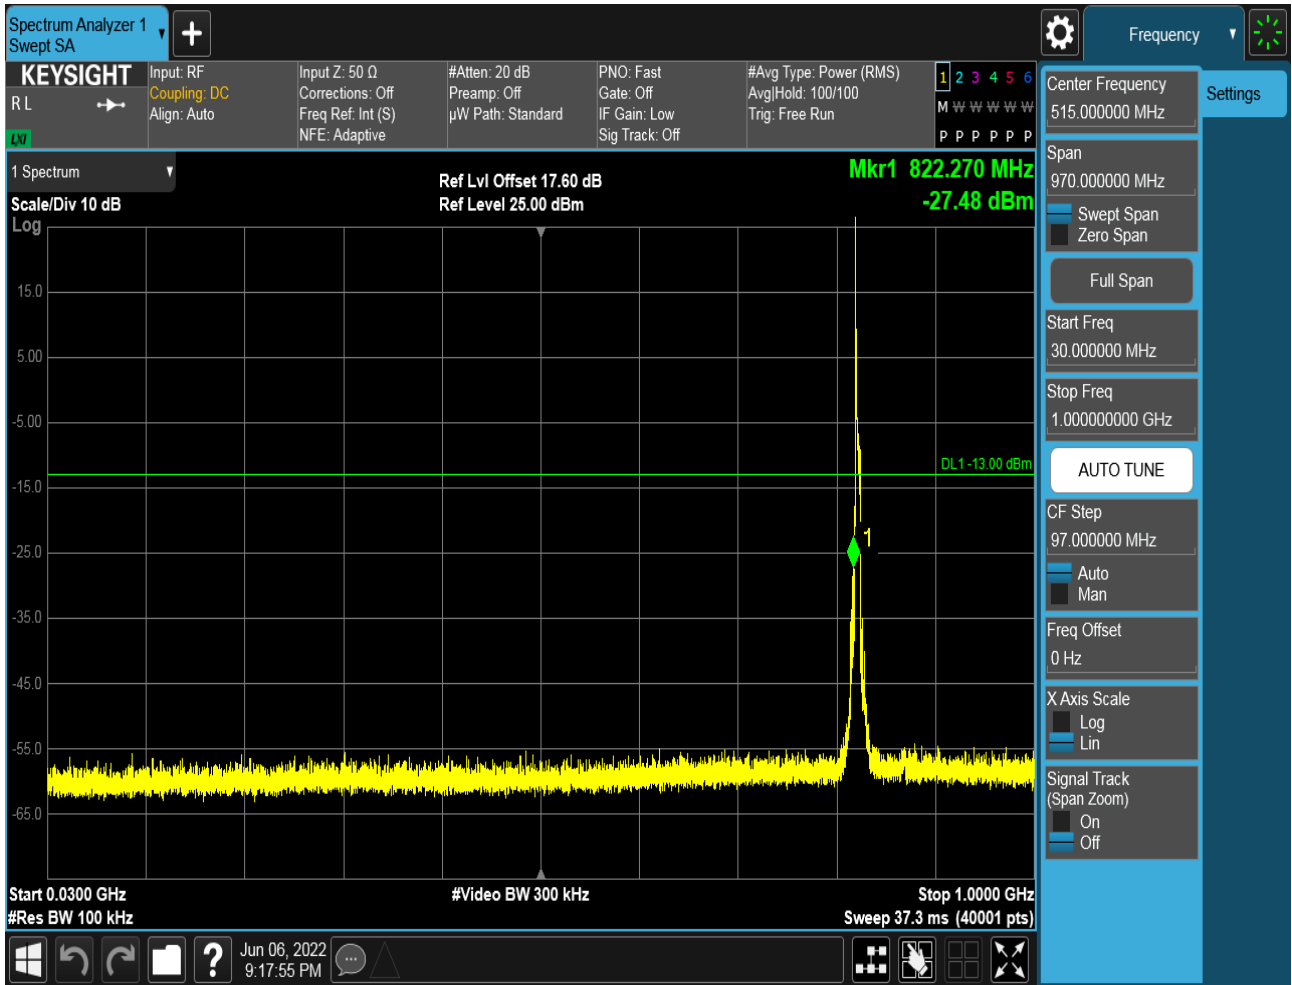 Spectrum Analyzer 1
Swept SA
Frequency
KEYSIGHT
R L
LXI
Input: RF
Coupling: DC
Align: Auto
Input Z: 50 Ω
Corrections: Off
Freq Ref: Int (S)
NFE: Adaptive
#Atten: 20 dB
Preamp: Off
µW Path: Standard
PNO: Fast
Gate: Off
IF Gain: Low
Sig Track: Off
#Avg Type: Power (RMS)
Avg|Hold: 100/100
Trig: Free Run
1 2 3 4 5 6
M W W W W W
P P P P P P
1 Spectrum
Scale/Div 10 dB
Log
Ref Lvl Offset 17.60 dB
Ref Level 25.00 dBm
Mkr1 822.270 MHz
-27.48 dBm
15.0
5.00
-5.00
-15.0
-25.0
-35.0
-45.0
-55.0
-65.0
DL1 -13.00 dBm
1
Start 0.0300 GHz
#Res BW 100 kHz
#Video BW 300 kHz
Stop 1.0000 GHz
Sweep 37.3 ms (40001 pts)
?
Jun 06, 2022
9:17:55 PM
Center Frequency
515.000000 MHz
Settings
Span
970.000000 MHz
Swept Span
Zero Span
Full Span
Start Freq
30.000000 MHz
Stop Freq
1.000000000 GHz
AUTO TUNE
CF Step
97.000000 MHz
Auto
Man
Freq Offset
0 Hz
X Axis Scale
Log
Lin
Signal Track
(Span Zoom)
On
Off